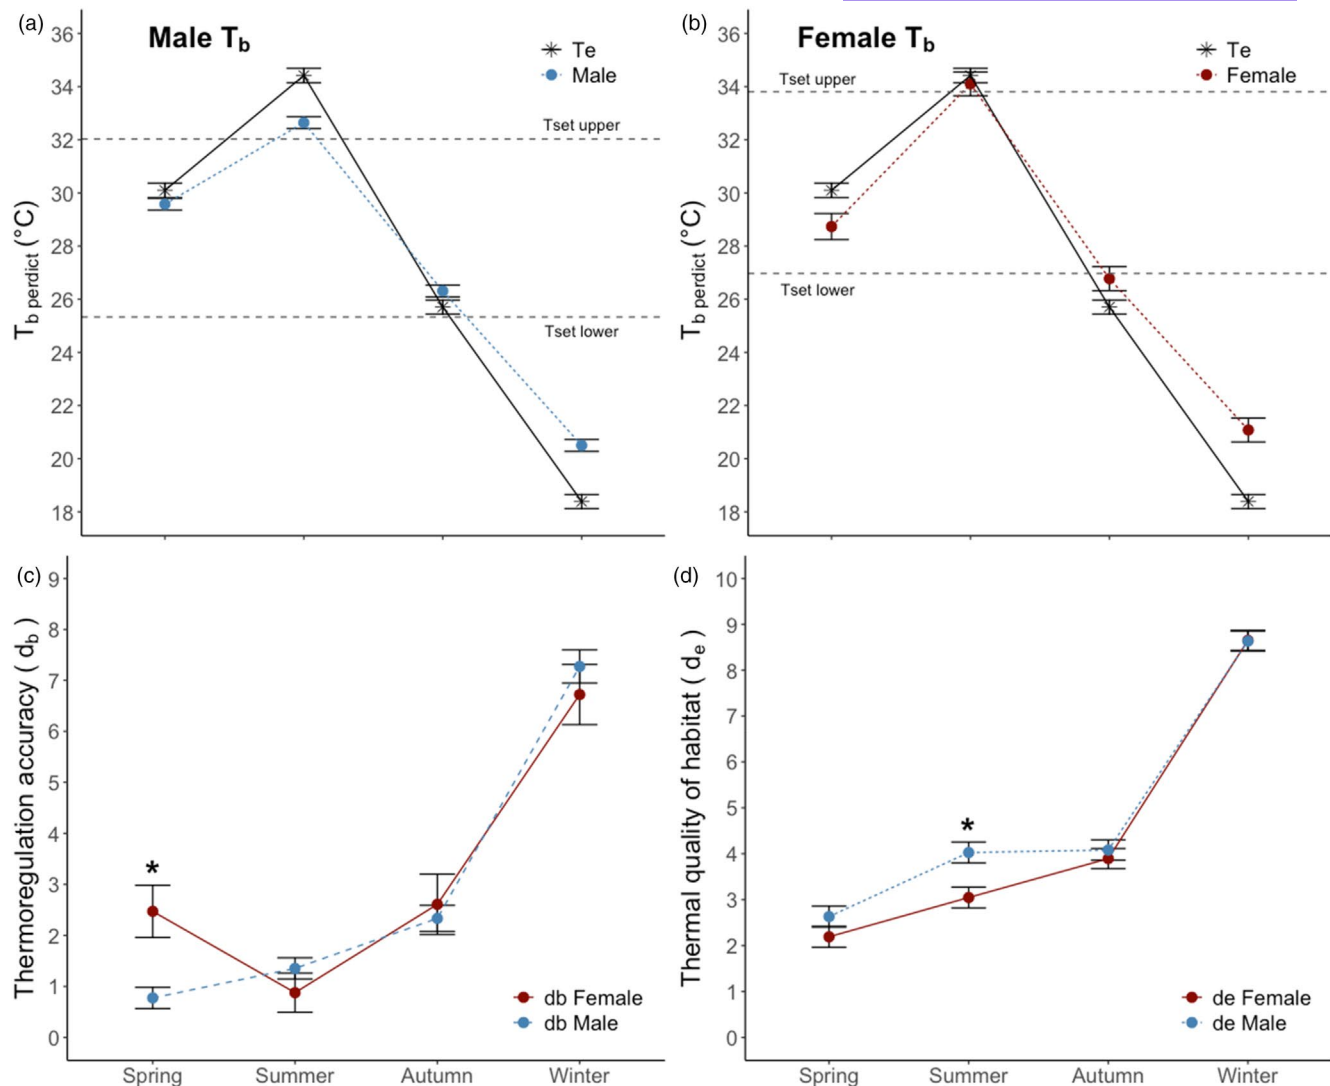 (a)
Male Tb
Te
Male
Tset upper
Tset lower
Tb perdict (°C)
36
34
32
30
28
26
24
22
20
18
(b)
Female Tb
Te
Female
Tset upper
Tset lower
Tb perdict (°C)
36
34
32
30
28
26
24
22
20
18
(c)
Thermoregulation accuracy ( db )
9
8
7
6
5
4
3
2
1
0
*
db Female
db Male
Spring Summer Autumn Winter
(d)
Thermal quality of habitat ( de )
10
9
8
7
6
5
4
3
2
1
0
*
de Female
de Male
Spring Summer Autumn Winter